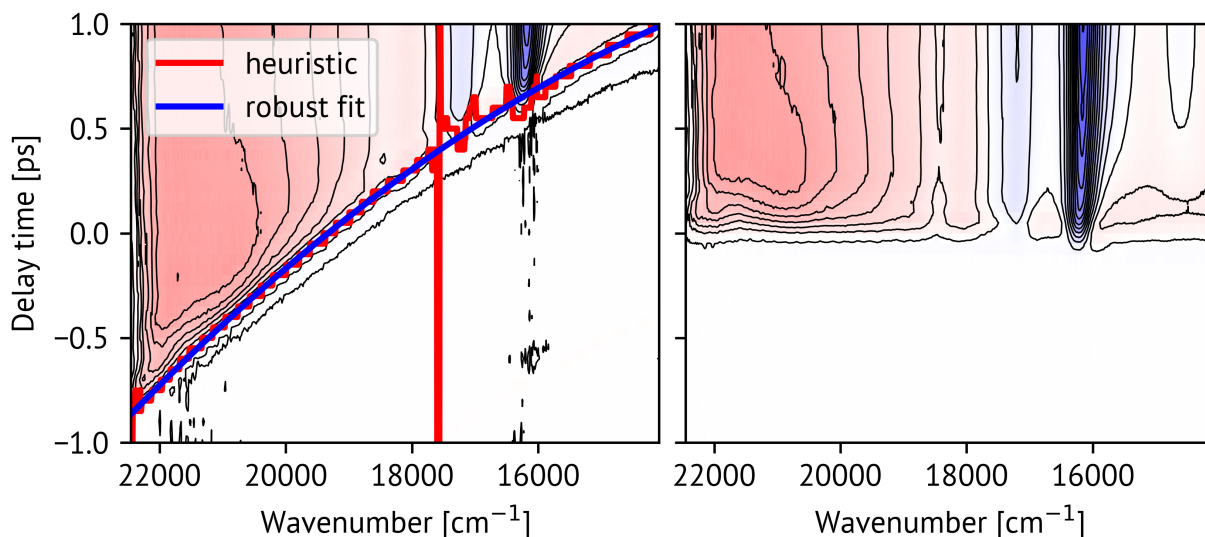 1.0
0.5
0.0
−0.5
−1.0
Delay time [ps]
heuristic
robust fit
22000 20000 18000 16000
Wavenumber [cm⁻¹]
22000 20000 18000 16000
Wavenumber [cm⁻¹]